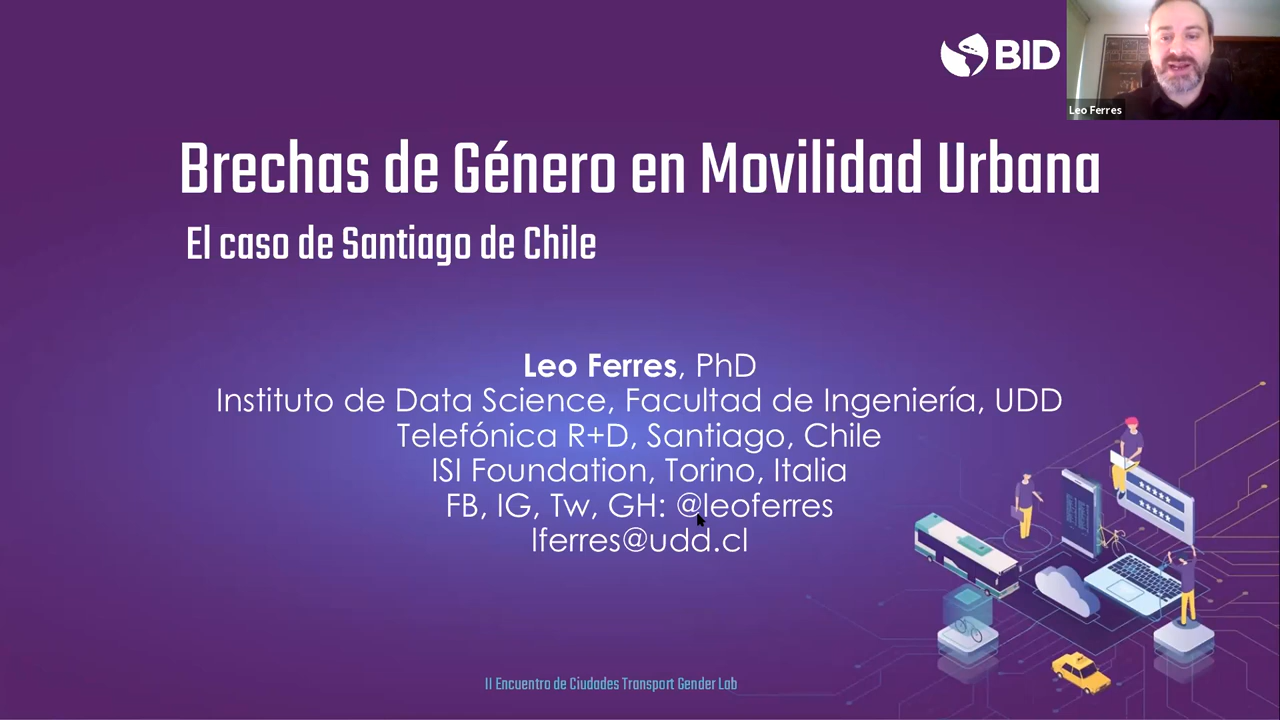 BID
Leo Ferres
Brechas de Género en Movilidad Urbana
El caso de Santiago de Chile
Leo Ferres, PhD
Instituto de Data Science, Facultad de Ingeniería, UDD
Telefónica R+D, Santiago, Chile
ISI Foundation, Torino, Italia
FB, IG, Tw, GH: @leoferres
lferres@udd.cl
II Encuentro de Ciudades Transport Gender Lab